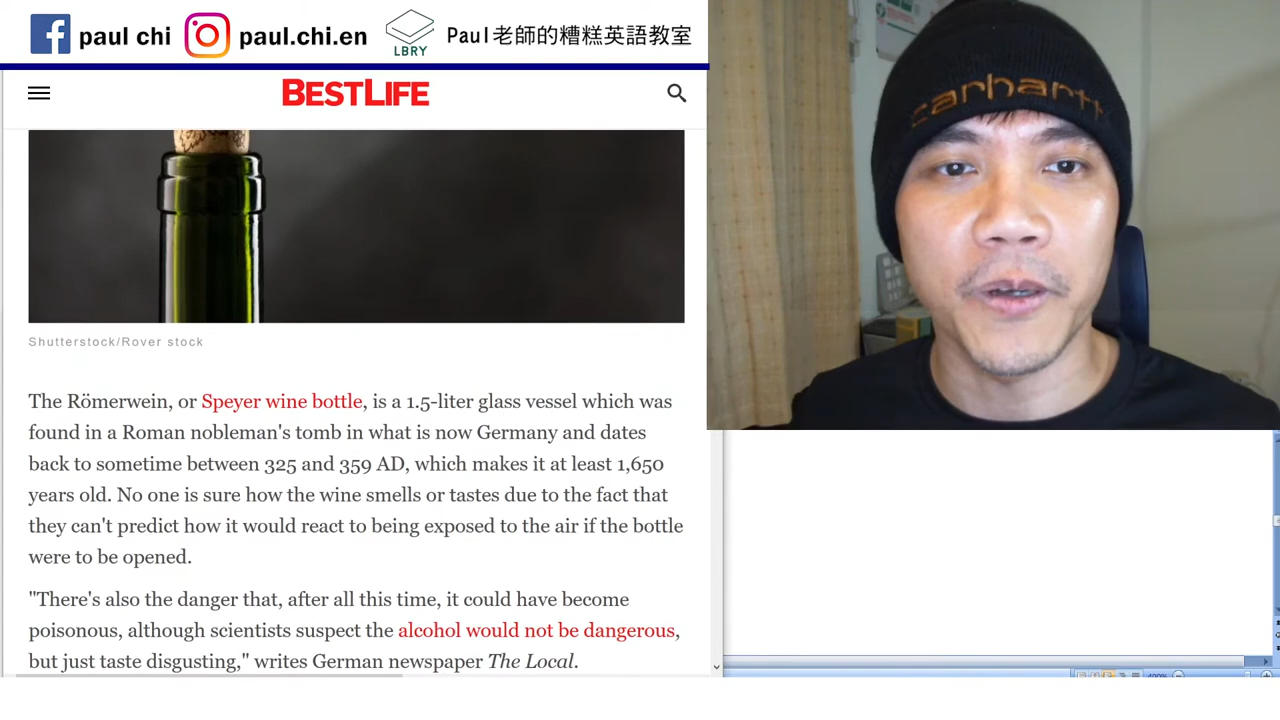 paul chi
paul.chi.en
LBRY
Paul老師的糟糕英語教室
BESTLIFE
carhartt
Shutterstock/Rover stock
The Römerwein, or Speyer wine bottle, is a 1.5-liter glass vessel which was
found in a Roman nobleman's tomb in what is now Germany and dates
back to sometime between 325 and 359 AD, which makes it at least 1,650
years old. No one is sure how the wine smells or tastes due to the fact that
they can't predict how it would react to being exposed to the air if the bottle
were to be opened.
"There's also the danger that, after all this time, it could have become
poisonous, although scientists suspect the alcohol would not be dangerous,
but just taste disgusting," writes German newspaper The Local.